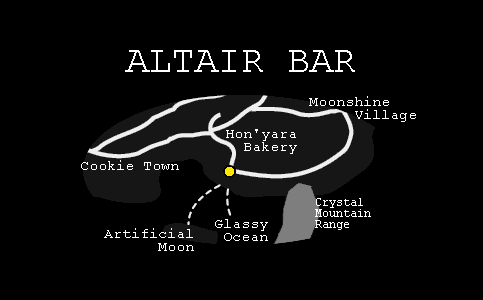 ALTAIR BAR
Moonshine
Village
Hon'yara
Bakery
Cookie Town
Crystal
Mountain
Range
Glassy
Ocean
Artificial
Moon